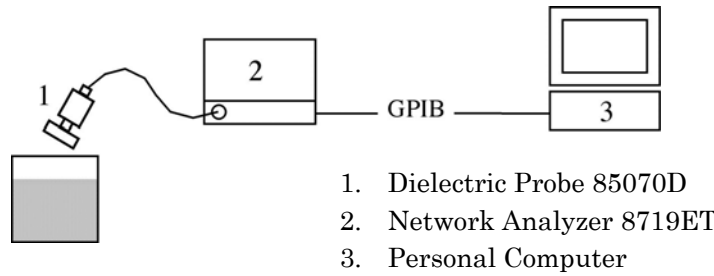 1
2
GPIB
3
1. Dielectric Probe 85070D
2. Network Analyzer 8719ET
3. Personal Computer